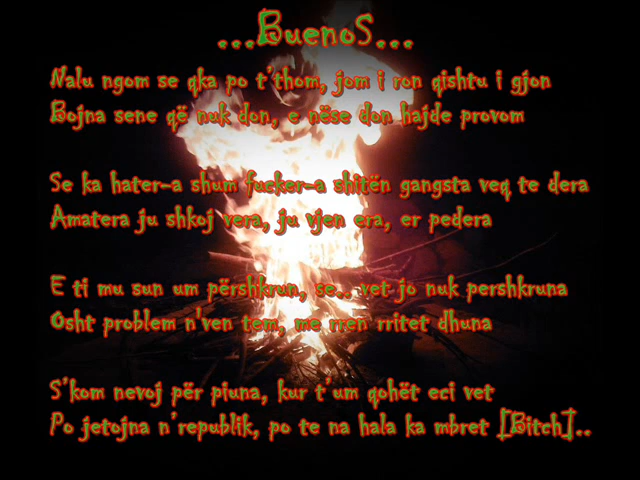 ...BuenoS...
Nalu ngom se qka po t'thom, jom i ron qishtu i gjon
Bojna sene që nuk don, e nëse don hajde provom
Se ka hater-a shum fucker-a shitën gangsta veq te dera
Amatera ju shkoj vera, ju vjen era, er pedera
E ti mu sun um përshkrun, se.. vet jo nuk pershkruna
Osht problem n'ven tem, me rren rritet dhuna
S'kom nevoj për piuna, kur t'um qohët eci vet
Po jetojna n'republik, po te na hala ka mbret [Bitch]..